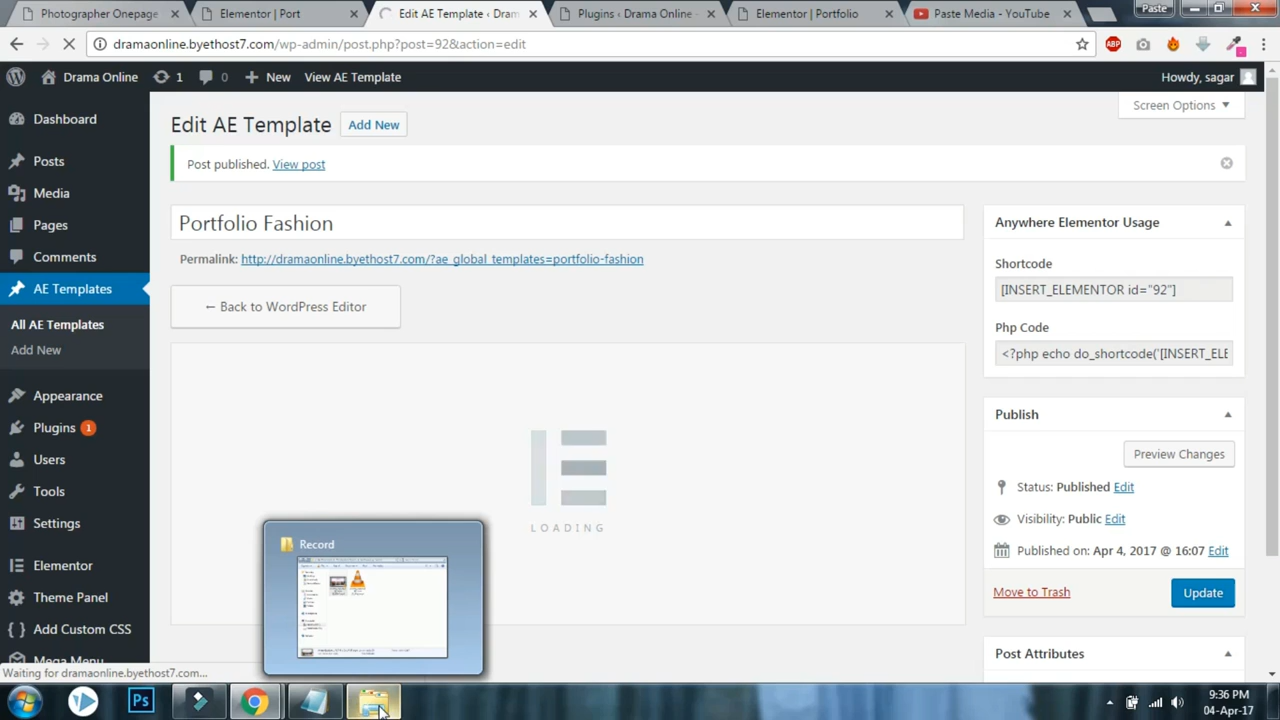 Photographer Onepage
Elementor | Port
Edit AE Template ‹ Dram
Plugins ‹ Drama Online –
Elementor | Portfolio
Paste Media - YouTube
Paste
dramaonline.byethost7.com/wp-admin/post.php?post=92&action=edit
ABP
Drama Online
1
0
New
View AE Template
Howdy, sagar
Dashboard
Posts
Media
Pages
Comments
AE Templates
All AE Templates
Add New
Appearance
Plugins 1
Users
Tools
Settings
Elementor
Theme Panel
Add Custom CSS
Mega Menu
Screen Options
Edit AE Template
Add New
Post published. View post
Portfolio Fashion
Permalink: http://dramaonline.byethost7.com/?ae_global_templates=portfolio-fashion
← Back to WordPress Editor
LOADING
Anywhere Elementor Usage
Shortcode
[INSERT_ELEMENTOR id="92"]
Php Code
<?php echo do_shortcode('[INSERT_ELE
Publish
Preview Changes
Status: Published Edit
Visibility: Public Edit
Published on: Apr 4, 2017 @ 16:07 Edit
Move to Trash
Update
Post Attributes
Record
Waiting for dramaonline.byethost7.com...
Ps
9:36 PM
04-Apr-17